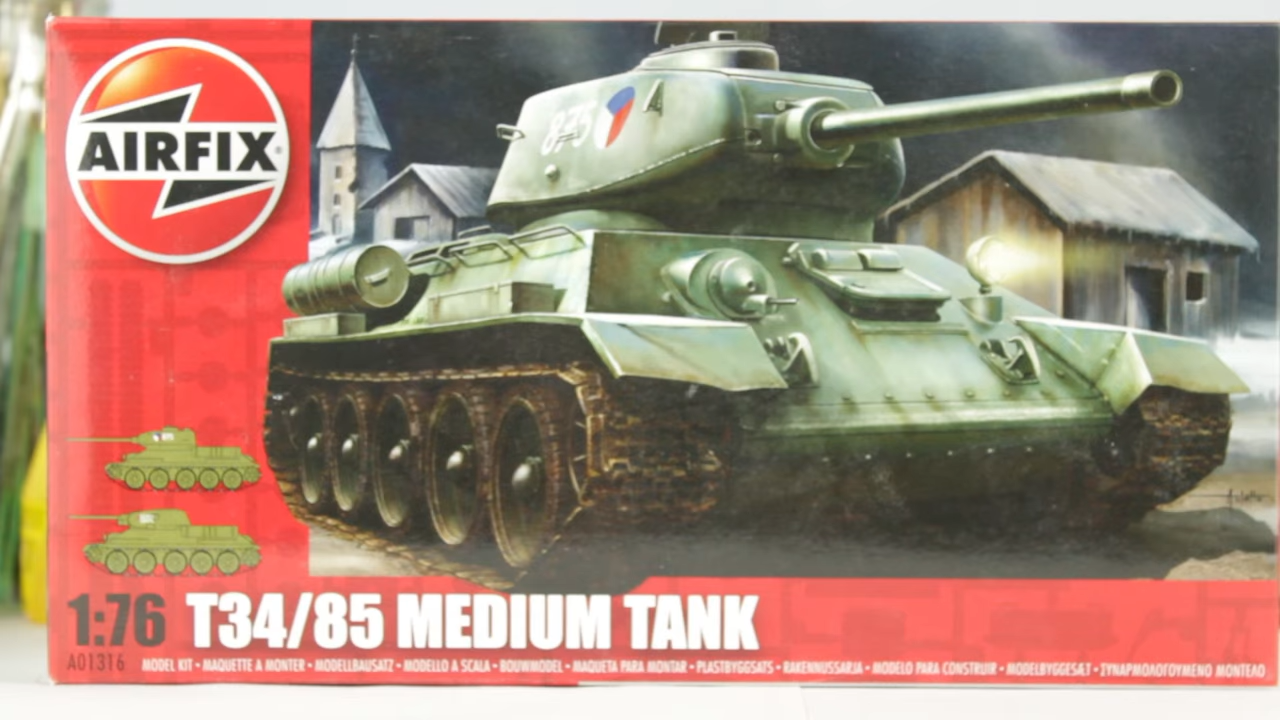 AIRFIX
875
A
1:76 T34/85 MEDIUM TANK
A01316 MODEL KIT • MAQUETTE A MONTER • MODELLBAUSATZ • MODELLO A SCALA • BOUWMODEL • MAQUETA PARA MONTAR • PLASTBYGGSATS • RAKENNUSSARJA • MODELO PARA CONSTRUIR • MODELBYGGESÆT • ΣΥΝΑΡΜΟΛΟΓΟΥΜΕΝΟ ΜΟΝΤΕΛΟ